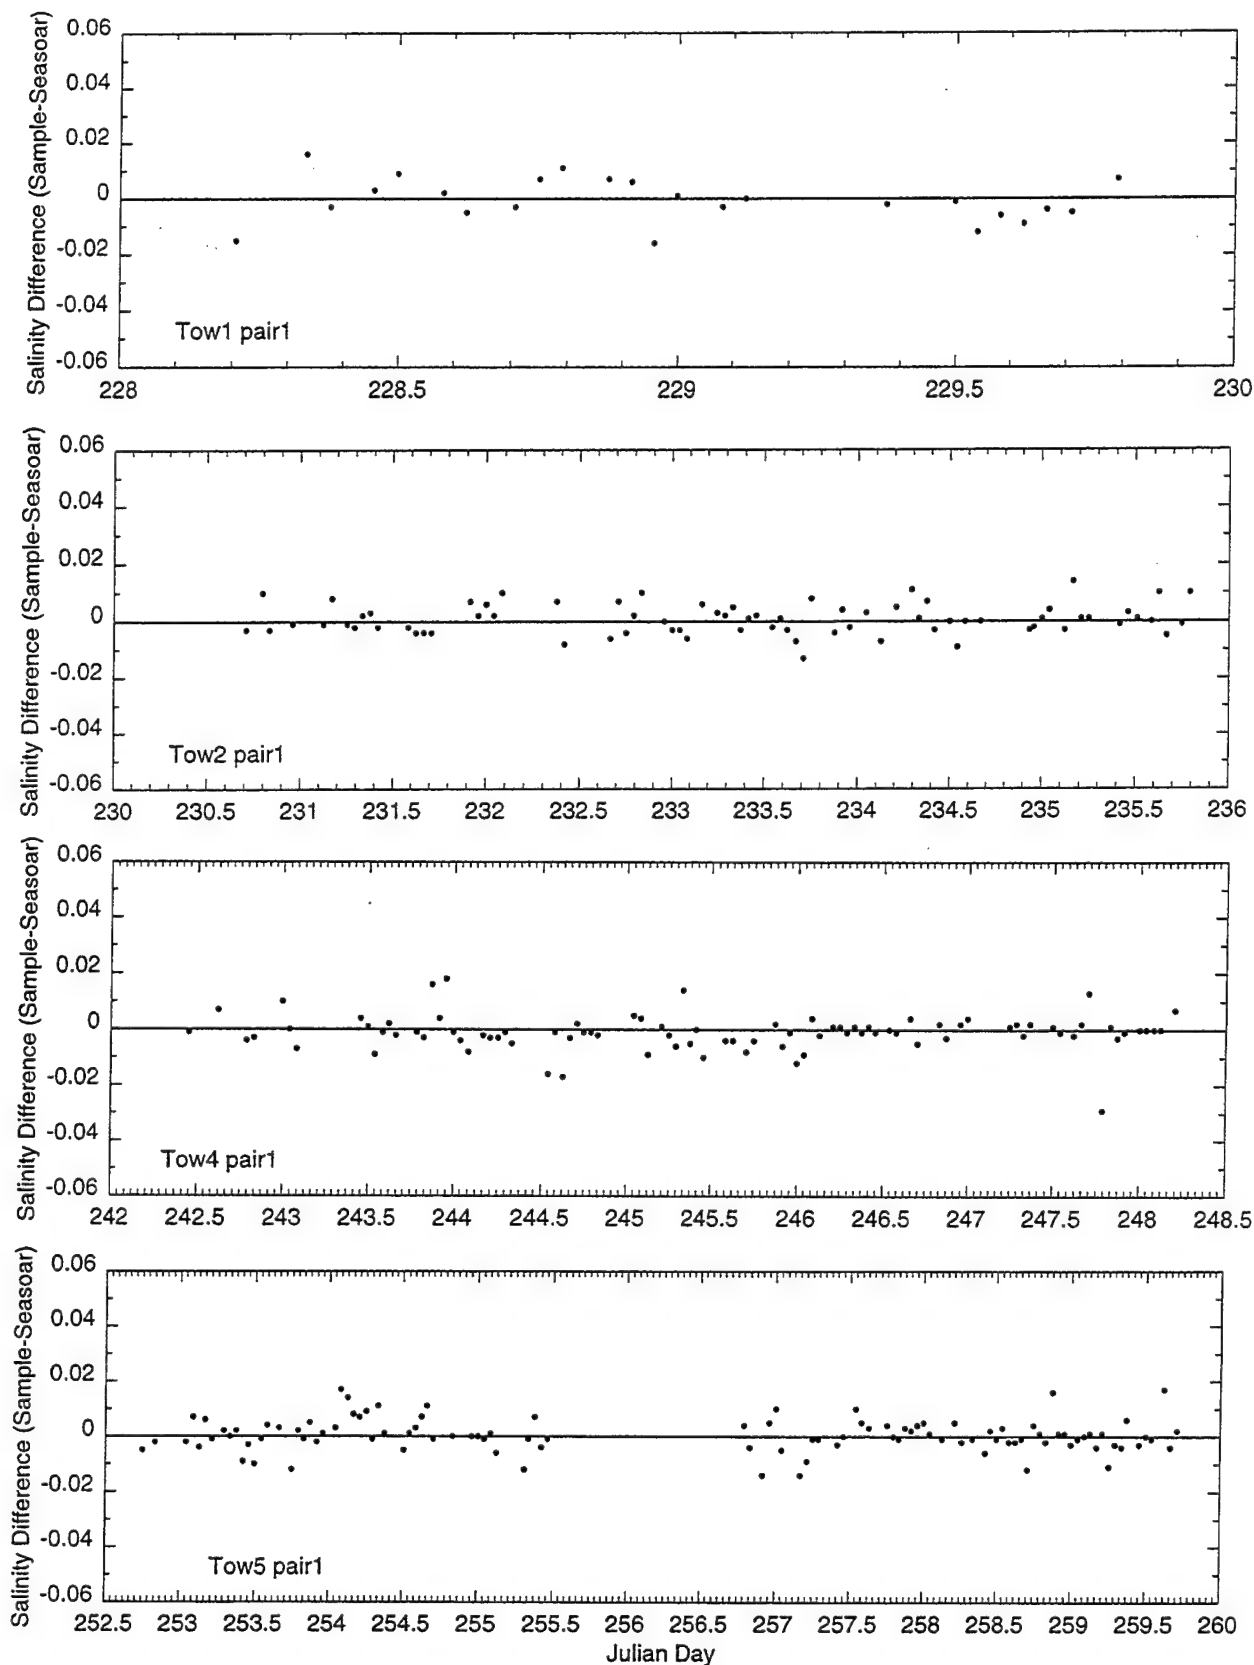 Salinity Difference (Sample-Seasoar)
0.06
0.04
0.02
0
-0.02
-0.04
-0.06
Tow1 pair1
228 228.5 229 229.5 230
Salinity Difference (Sample-Seasoar)
0.06
0.04
0.02
0
-0.02
-0.04
-0.06
Tow2 pair1
230 230.5 231 231.5 232 232.5 233 233.5 234 234.5 235 235.5 236
Salinity Difference (Sample-Seasoar)
0.06
0.04
0.02
0
-0.02
-0.04
-0.06
Tow4 pair1
242 242.5 243 243.5 244 244.5 245 245.5 246 246.5 247 247.5 248 248.5
Salinity Difference (Sample-Seasoar)
0.06
0.04
0.02
0
-0.02
-0.04
-0.06
Tow5 pair1
252.5 253 253.5 254 254.5 255 255.5 256 256.5 257 257.5 258 258.5 259 259.5 260
Julian Day